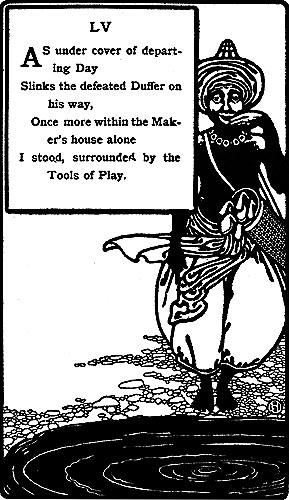 LV
AS under cover of depart-
ing Day
Slinks the defeated Duffer on
his way,
Once more within the Mak-
er's house alone
I stood, surrounded by the
Tools of Play.